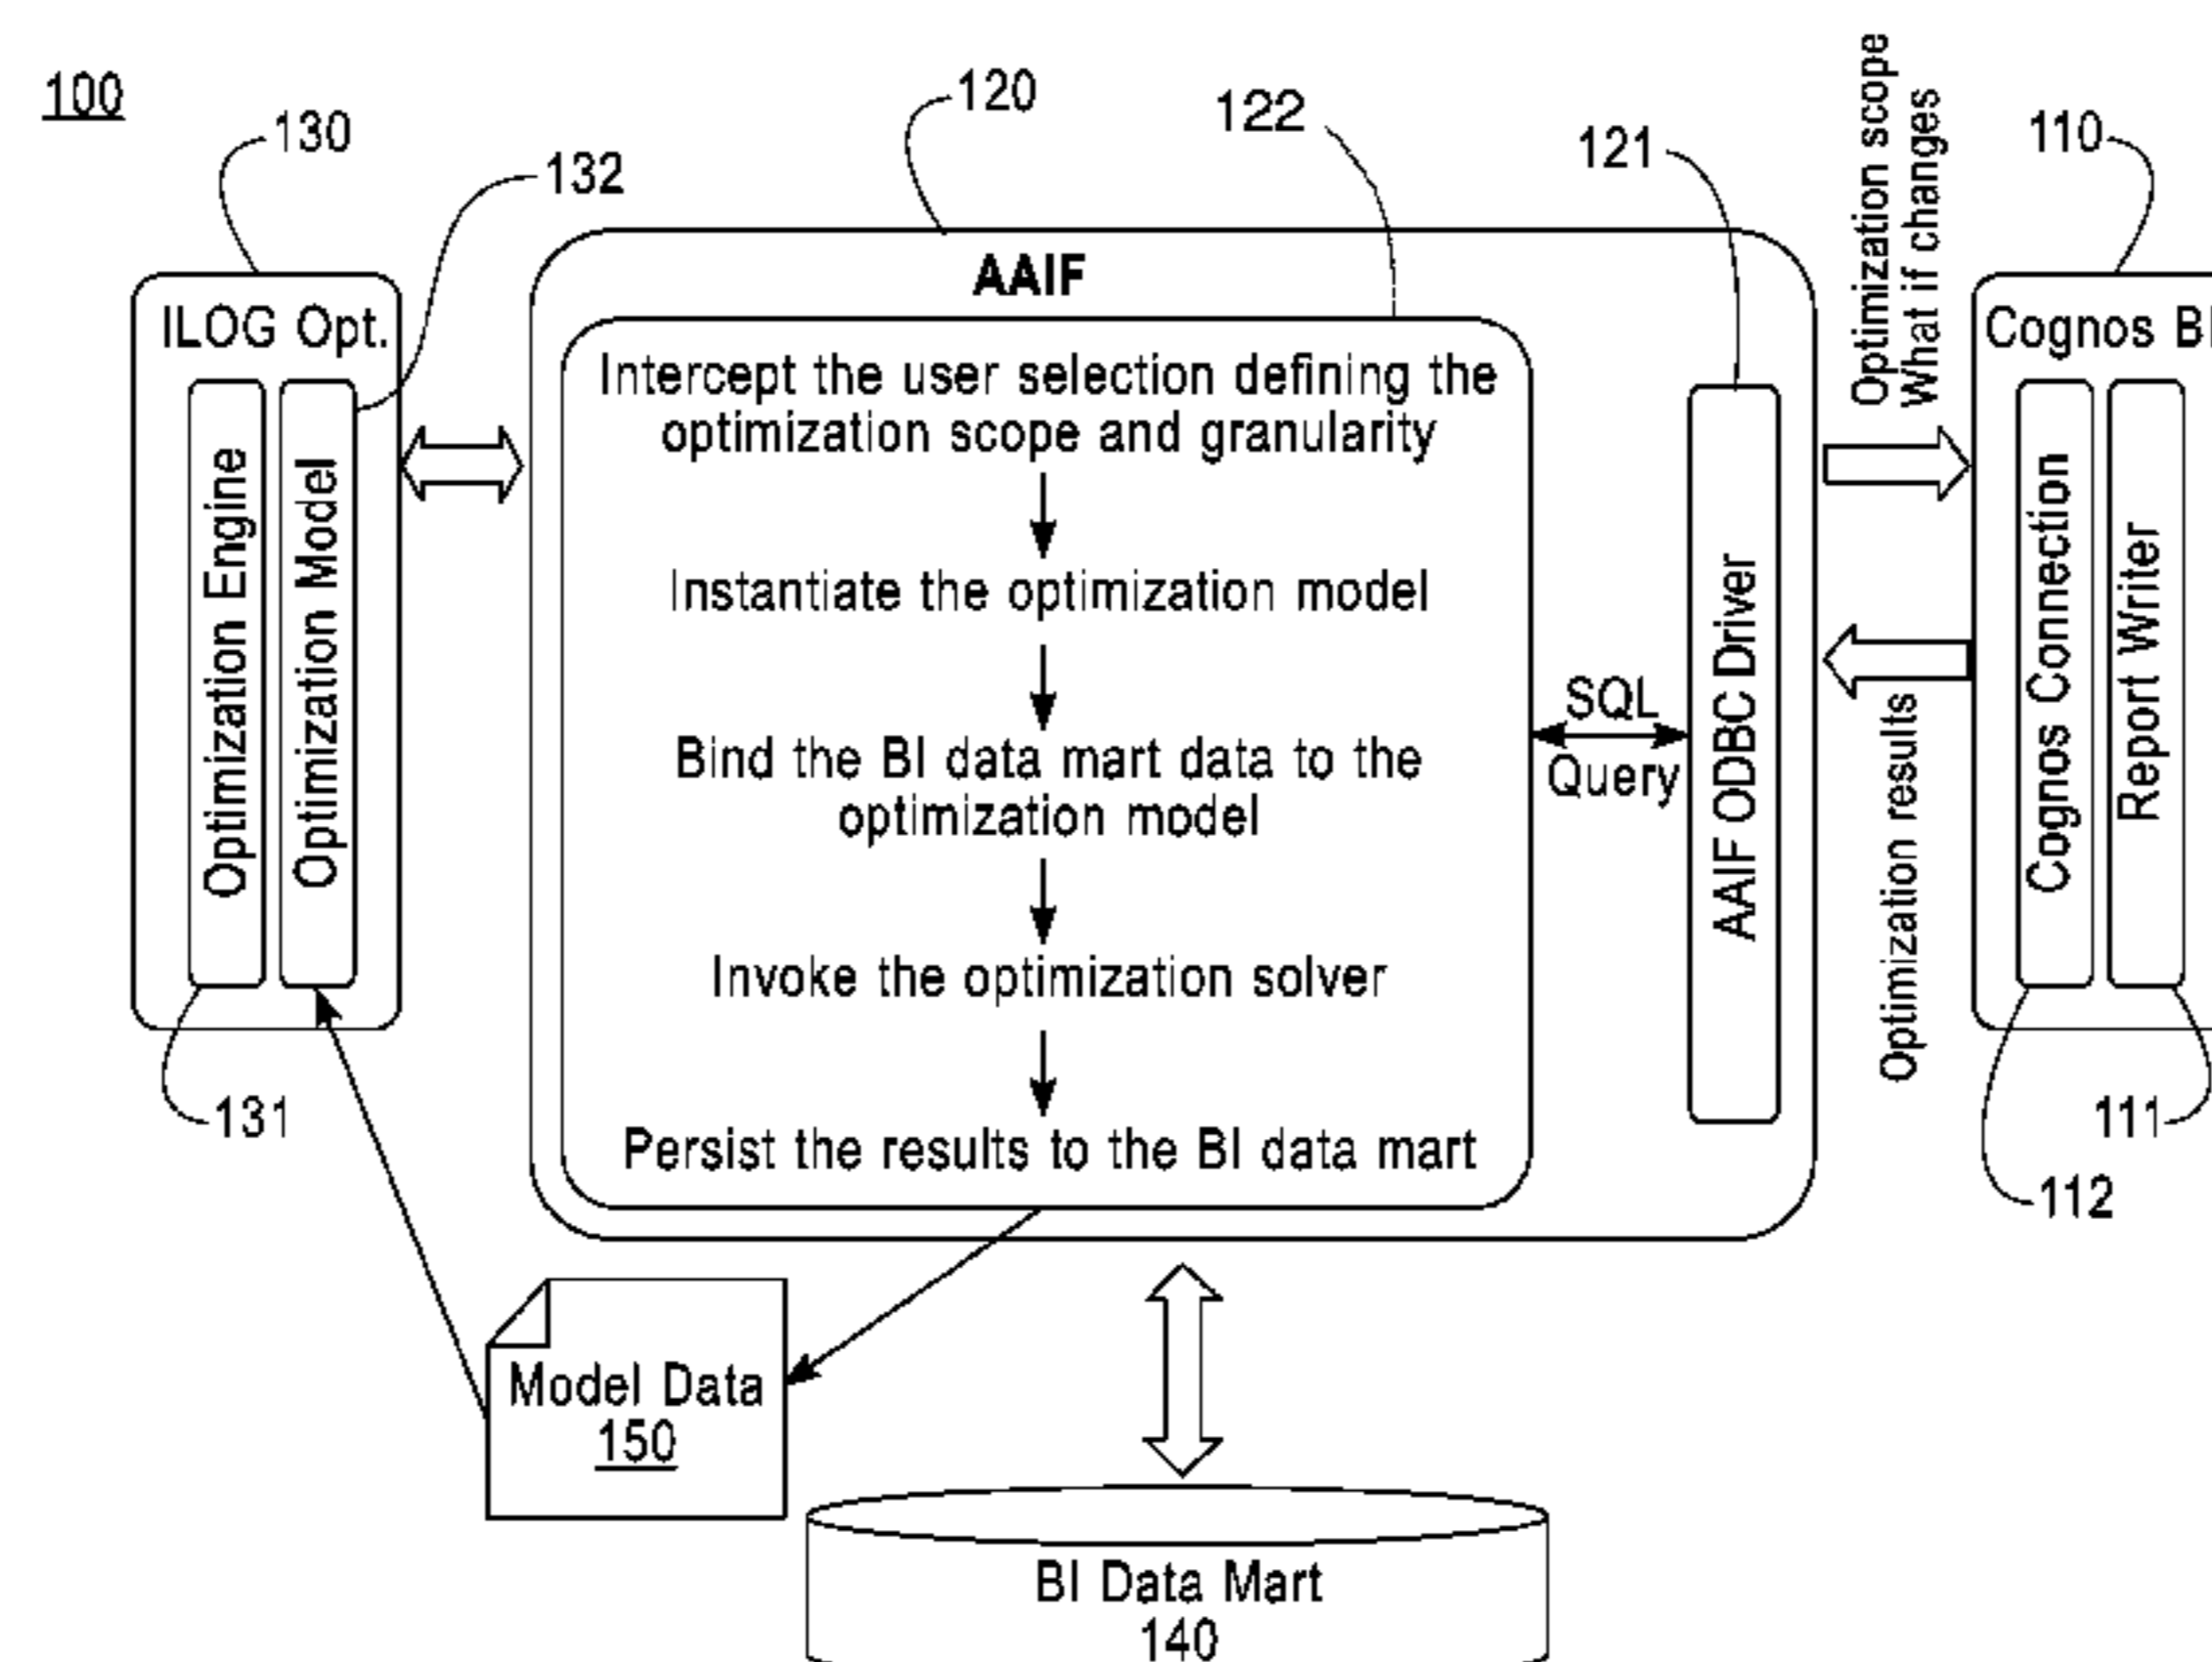 100
130
132
120
122
121
110
Optimization scope
What if changes
ILOG Opt.
Optimization Engine
Optimization Model
131
AAIF
Intercept the user selection defining the
optimization scope and granularity
Instantiate the optimization model
Bind the BI data mart data to the
optimization model
Invoke the optimization solver
Persist the results to the BI data mart
SQL
Query
AAIF ODBC Driver
Optimization results
Cognos BI
Cognos Connection
Report Writer
111
112
Model Data
150
BI Data Mart
140